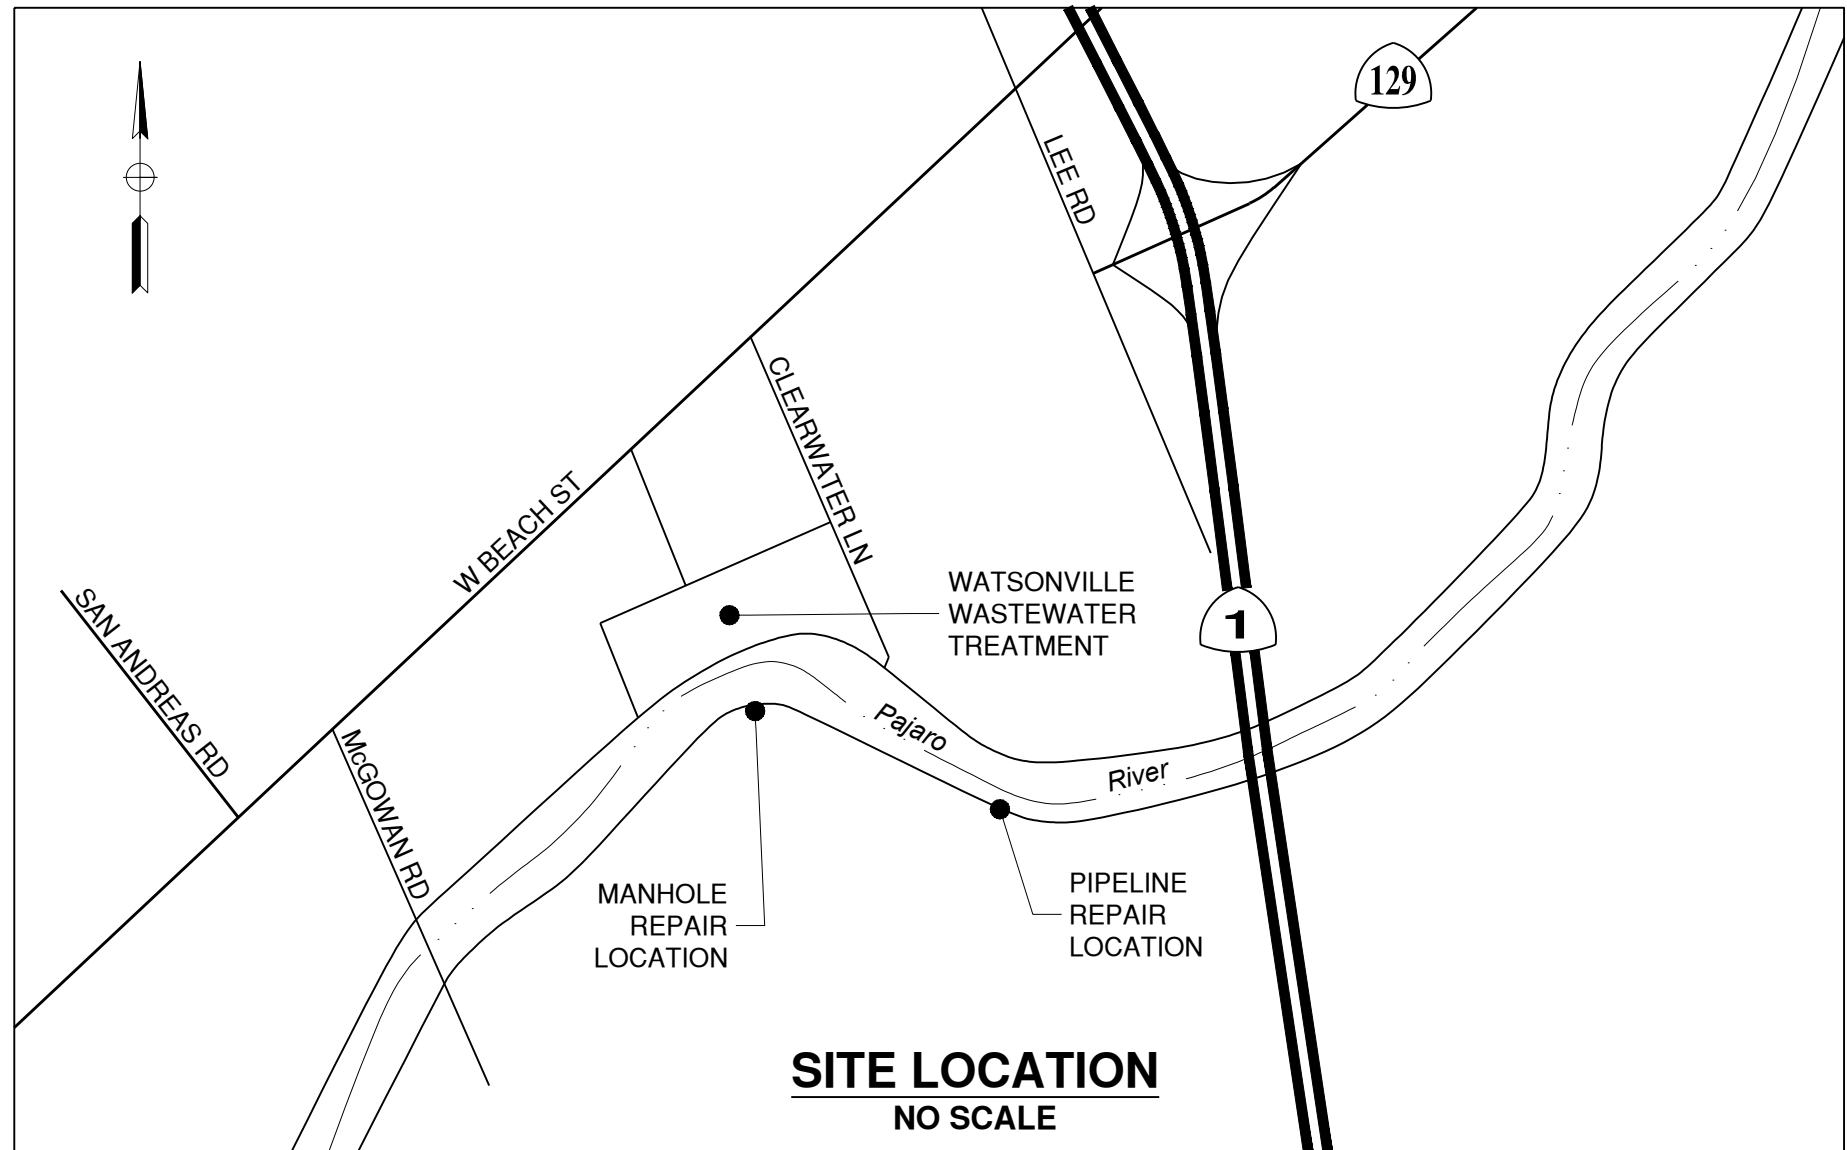 129
LEE RD
CLEARWATER LN
W BEACH ST
SAN ANDREAS RD
WATSONVILLE
WASTEWATER
TREATMENT
1
McGOWAN RD
Pajaro
River
MANHOLE
REPAIR
LOCATION
PIPELINE
REPAIR
LOCATION
SITE LOCATION
NO SCALE